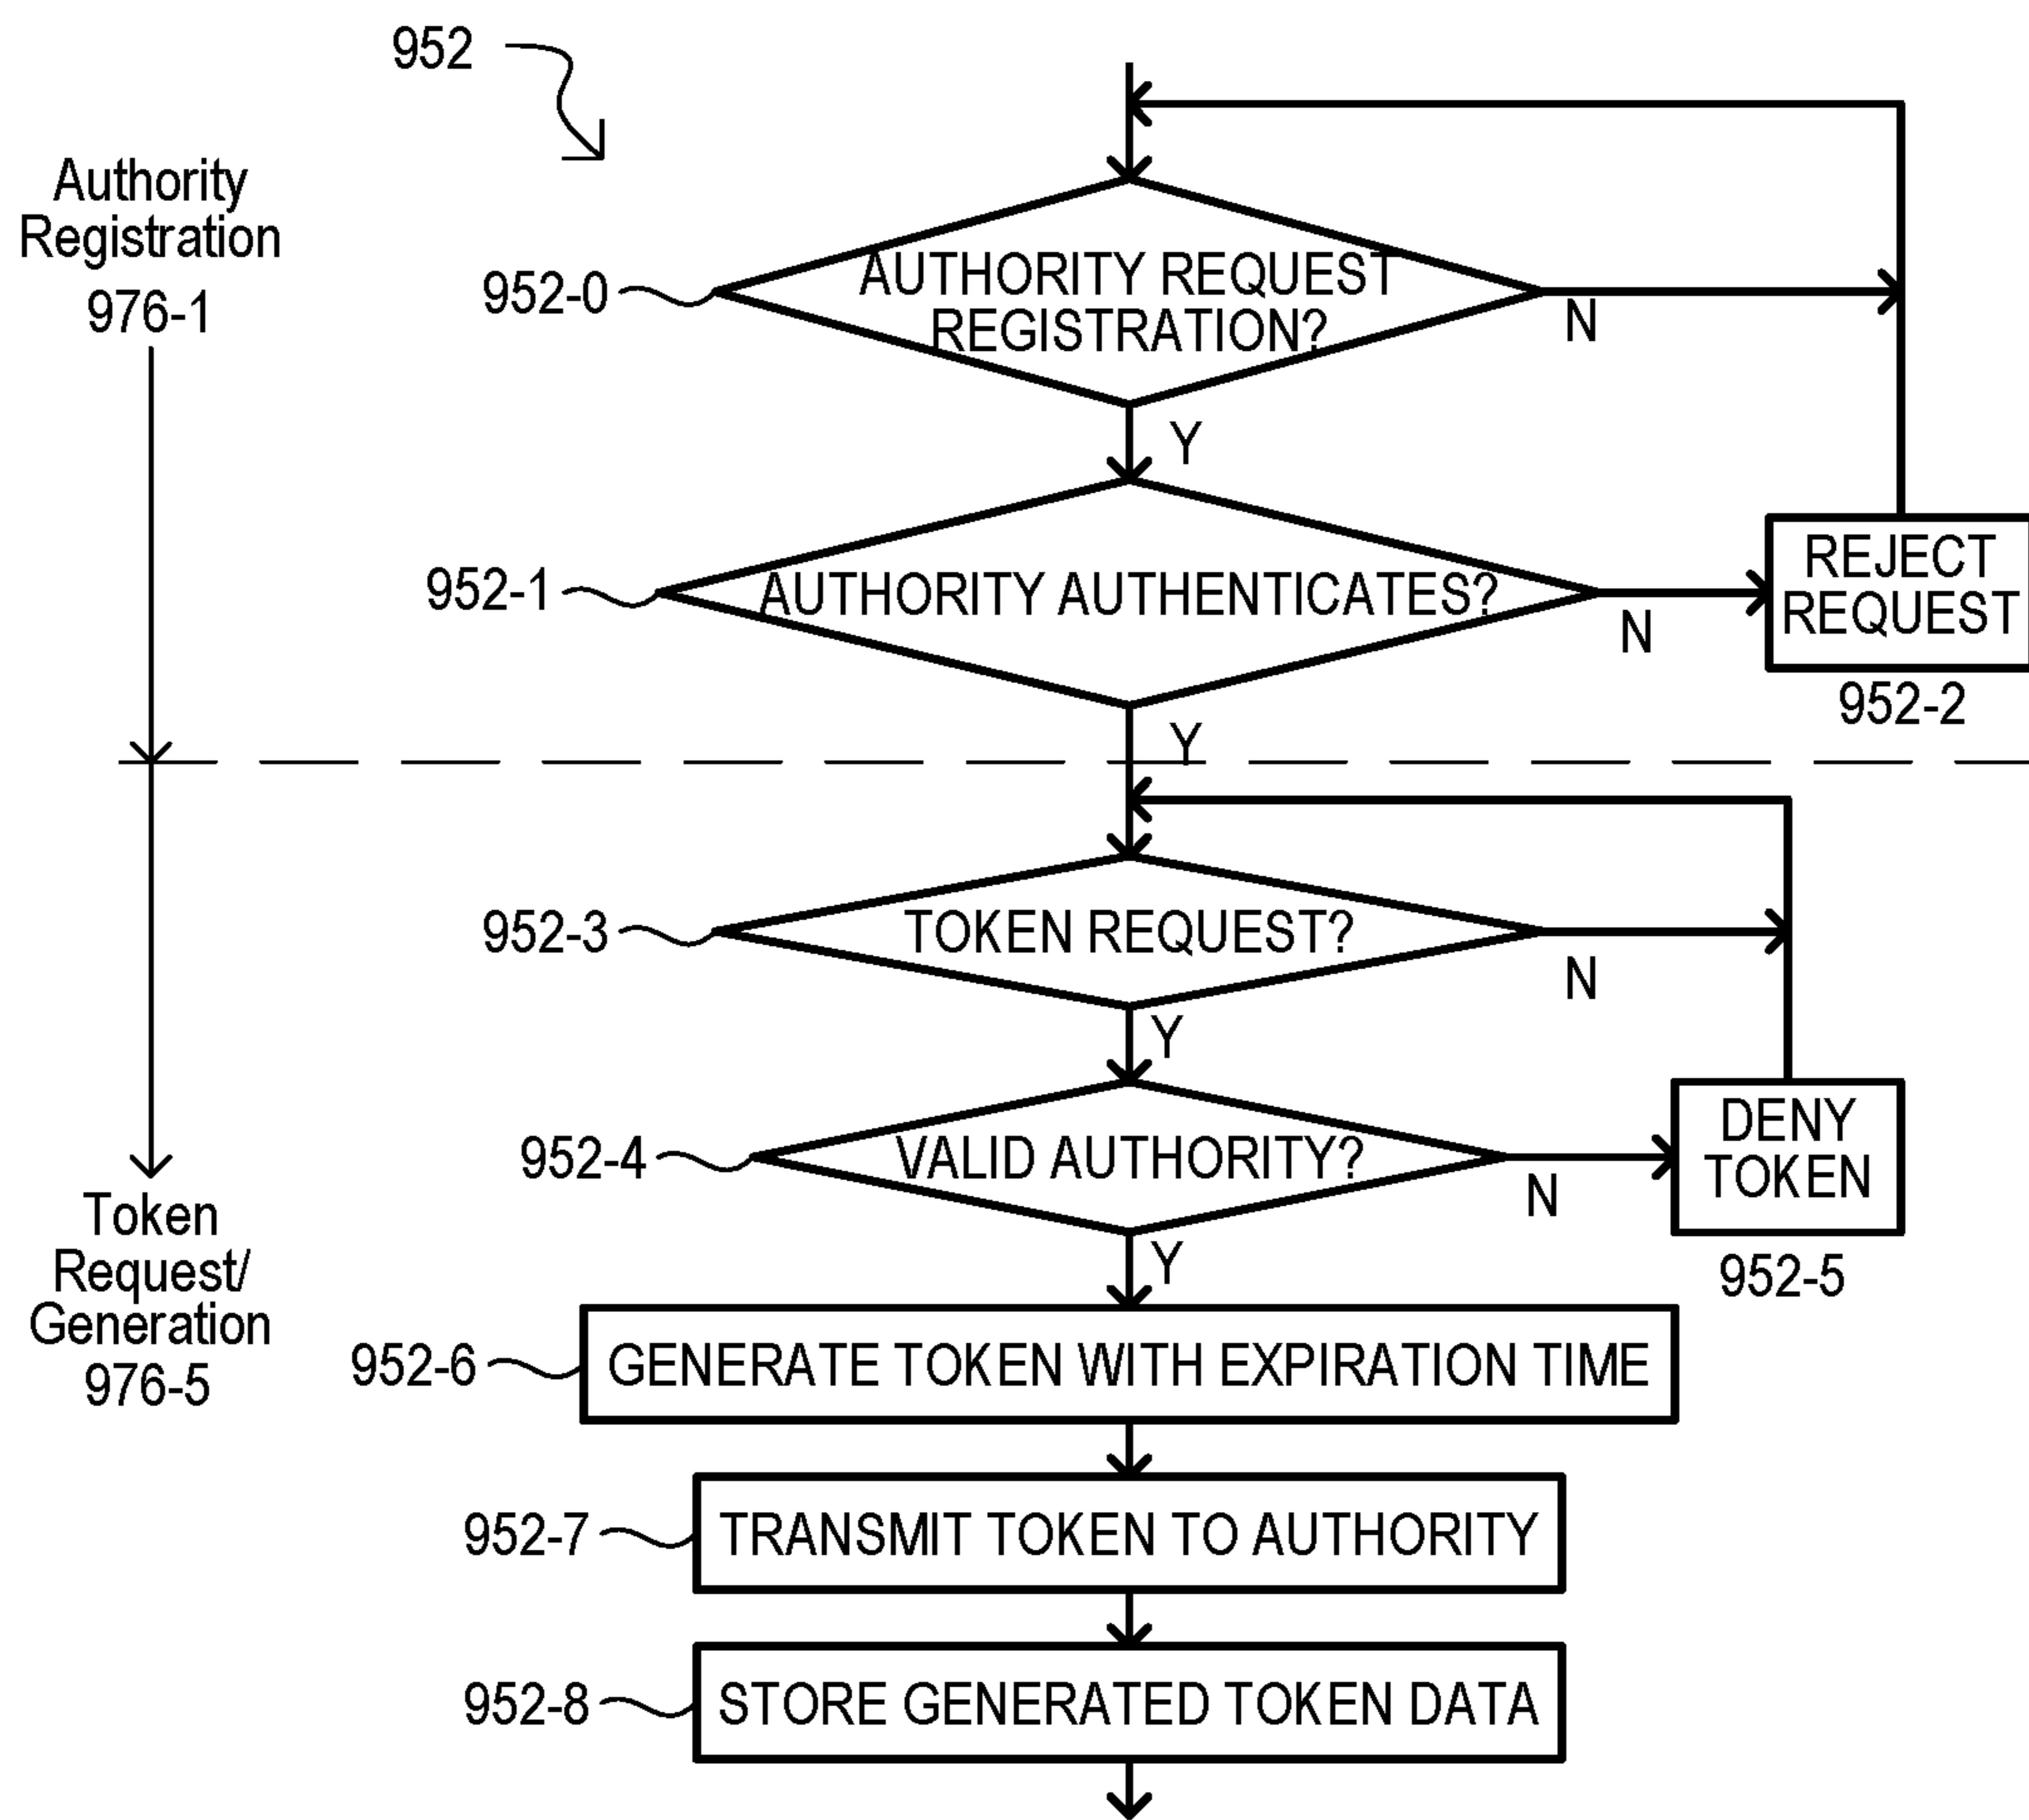 952
Authority
Registration
976-1
952-0
AUTHORITY REQUEST
REGISTRATION?
N
Y
952-1
AUTHORITY AUTHENTICATES?
N
REJECT
REQUEST
952-2
Y
952-3
TOKEN REQUEST?
N
Y
952-4
VALID AUTHORITY?
N
DENY
TOKEN
952-5
Y
Token
Request/
Generation
976-5
952-6
GENERATE TOKEN WITH EXPIRATION TIME
952-7
TRANSMIT TOKEN TO AUTHORITY
952-8
STORE GENERATED TOKEN DATA